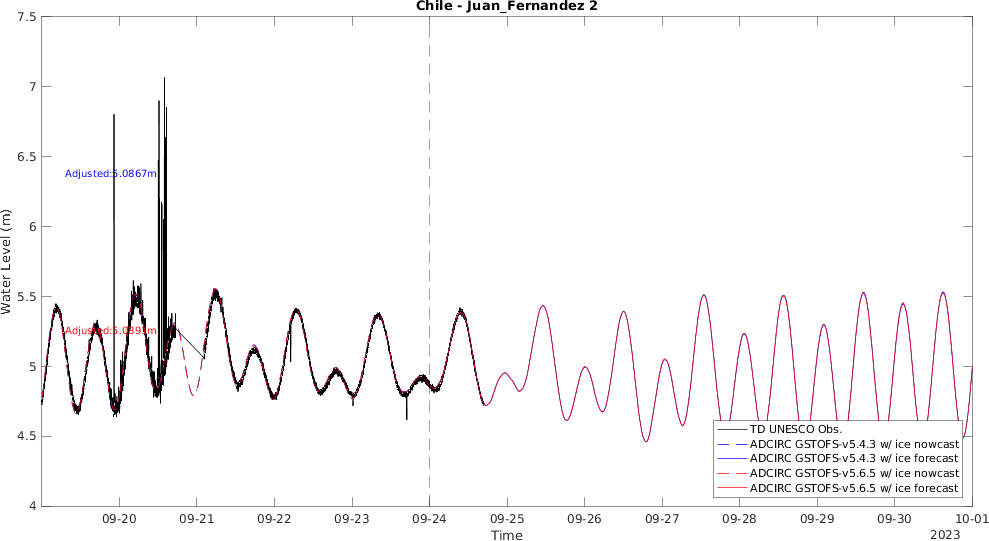 Chile - Juan_Fernandez 2
Water Level (m)
7.5
7
6.5
6
5.5
5
4.5
4
Adjusted:5.0867m
Adjusted:5.0391m
TD UNESCO Obs.
ADCIRC GSTOFS-v5.4.3 w/ ice nowcast
ADCIRC GSTOFS-v5.4.3 w/ ice forecast
ADCIRC GSTOFS-v5.6.5 w/ ice nowcast
ADCIRC GSTOFS-v5.6.5 w/ ice forecast
09-20 09-21 09-22 09-23 09-24 09-25 09-26 09-27 09-28 09-29 09-30 10-01
Time
2023